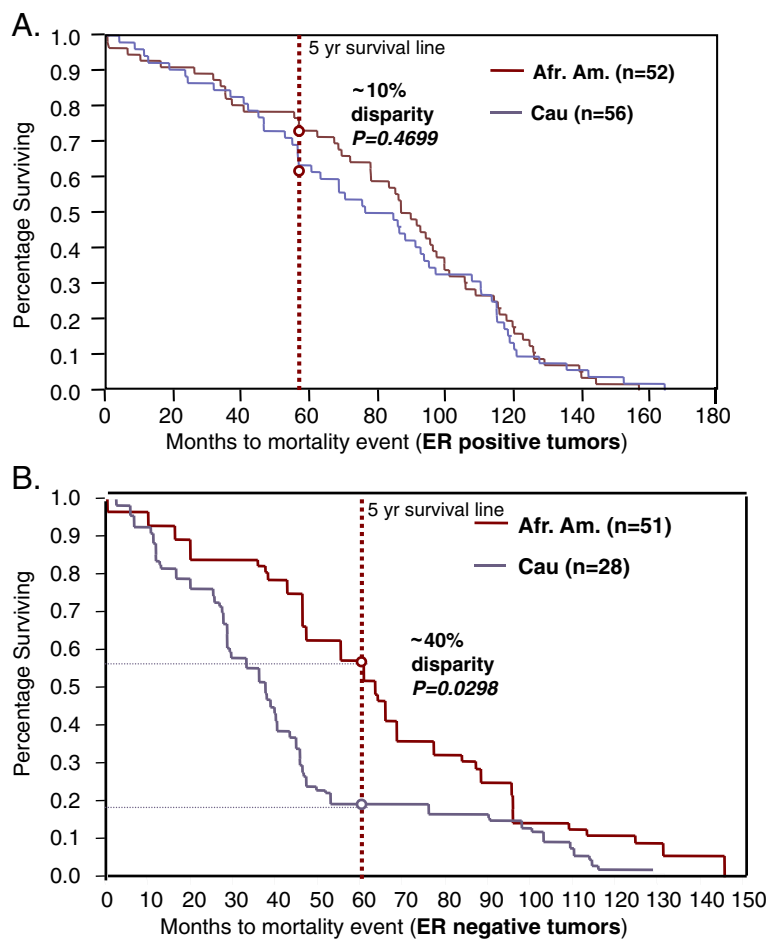 A.
1.0
0.9
0.8
0.7
0.6
0.5
0.4
0.3
0.2
0.1
0.0
Percentage Surviving
5 yr survival line
~10%
disparity
P=0.4699
Afr. Am. (n=52)
Cau (n=56)
0 20 40 60 80 100 120 140 160 180
Months to mortality event (ER positive tumors)
B.
1.0
0.9
0.8
0.7
0.6
0.5
0.4
0.3
0.2
0.1
0.0
Percentage Surviving
5 yr survival line
~40%
disparity
P=0.0298
Afr. Am. (n=51)
Cau (n=28)
0 10 20 30 40 50 60 70 80 90 100 110 120 130 140 150
Months to mortality event (ER negative tumors)